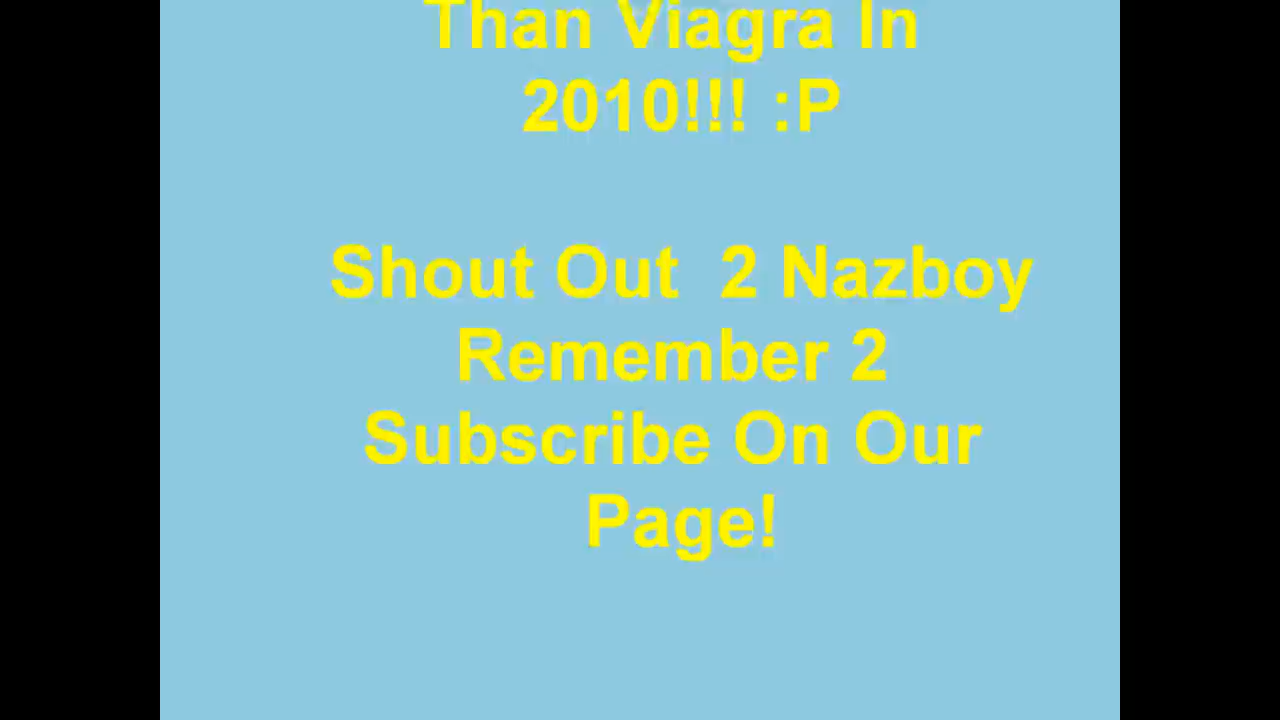 Than Viagra In
2010!!! :P
Shout Out  2 Nazboy
Remember 2
Subscribe On Our
Page!